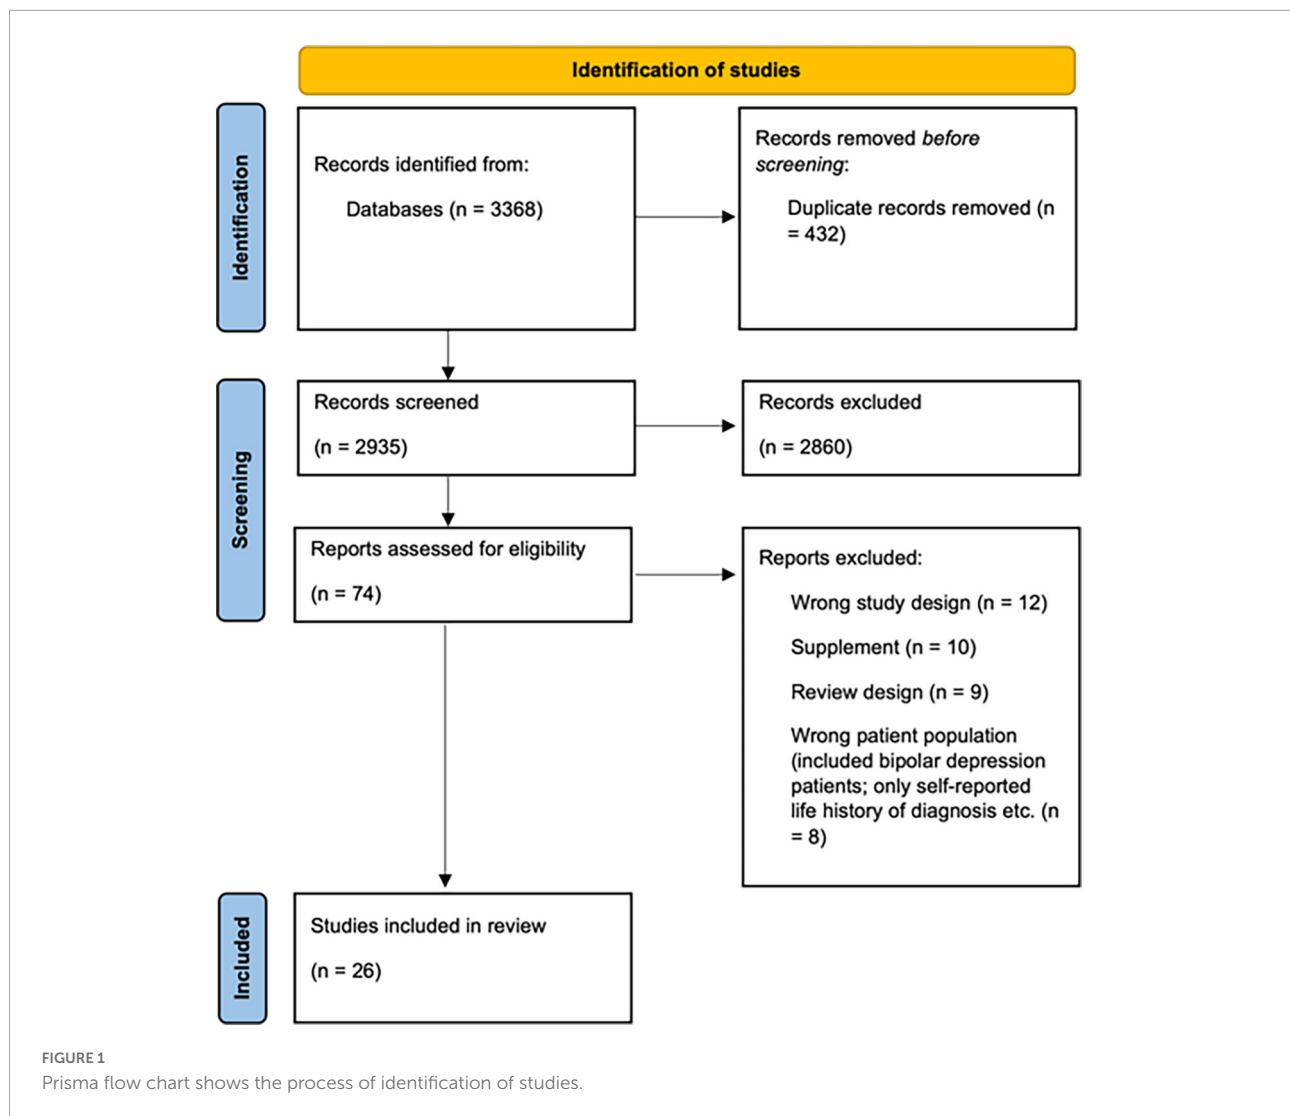 Identification of studies
Identification
Records identified from:
Databases (n = 3368)
Records removed before
screening:
Duplicate records removed (n
= 432)
Screening
Records screened
(n = 2935)
Records excluded
(n = 2860)
Reports assessed for eligibility
(n = 74)
Reports excluded:
Wrong study design (n = 12)
Supplement (n = 10)
Review design (n = 9)
Wrong patient population
(included bipolar depression
patients; only self-reported
life history of diagnosis etc. (n
= 8)
Included
Studies included in review
(n = 26)
FIGURE 1
Prisma flow chart shows the process of identification of studies.